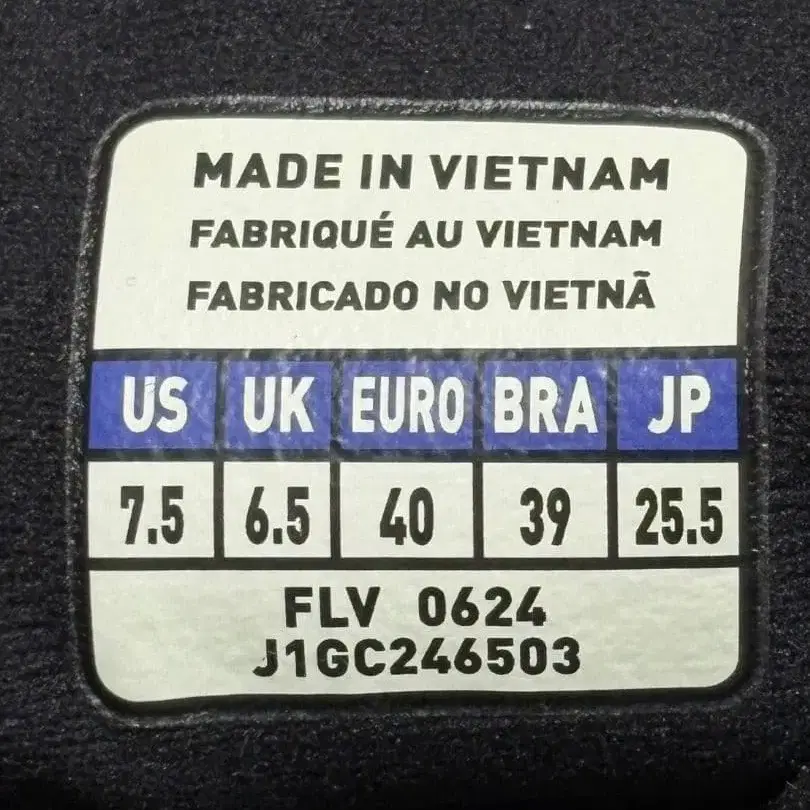 MADE IN VIETNAM
FABRIQUÉ AU VIETNAM
FABRICADO NO VIETNÃ
US UK EURO BRA JP
7.5 6.5 40 39 25.5
FLV 0624
J1GC246503